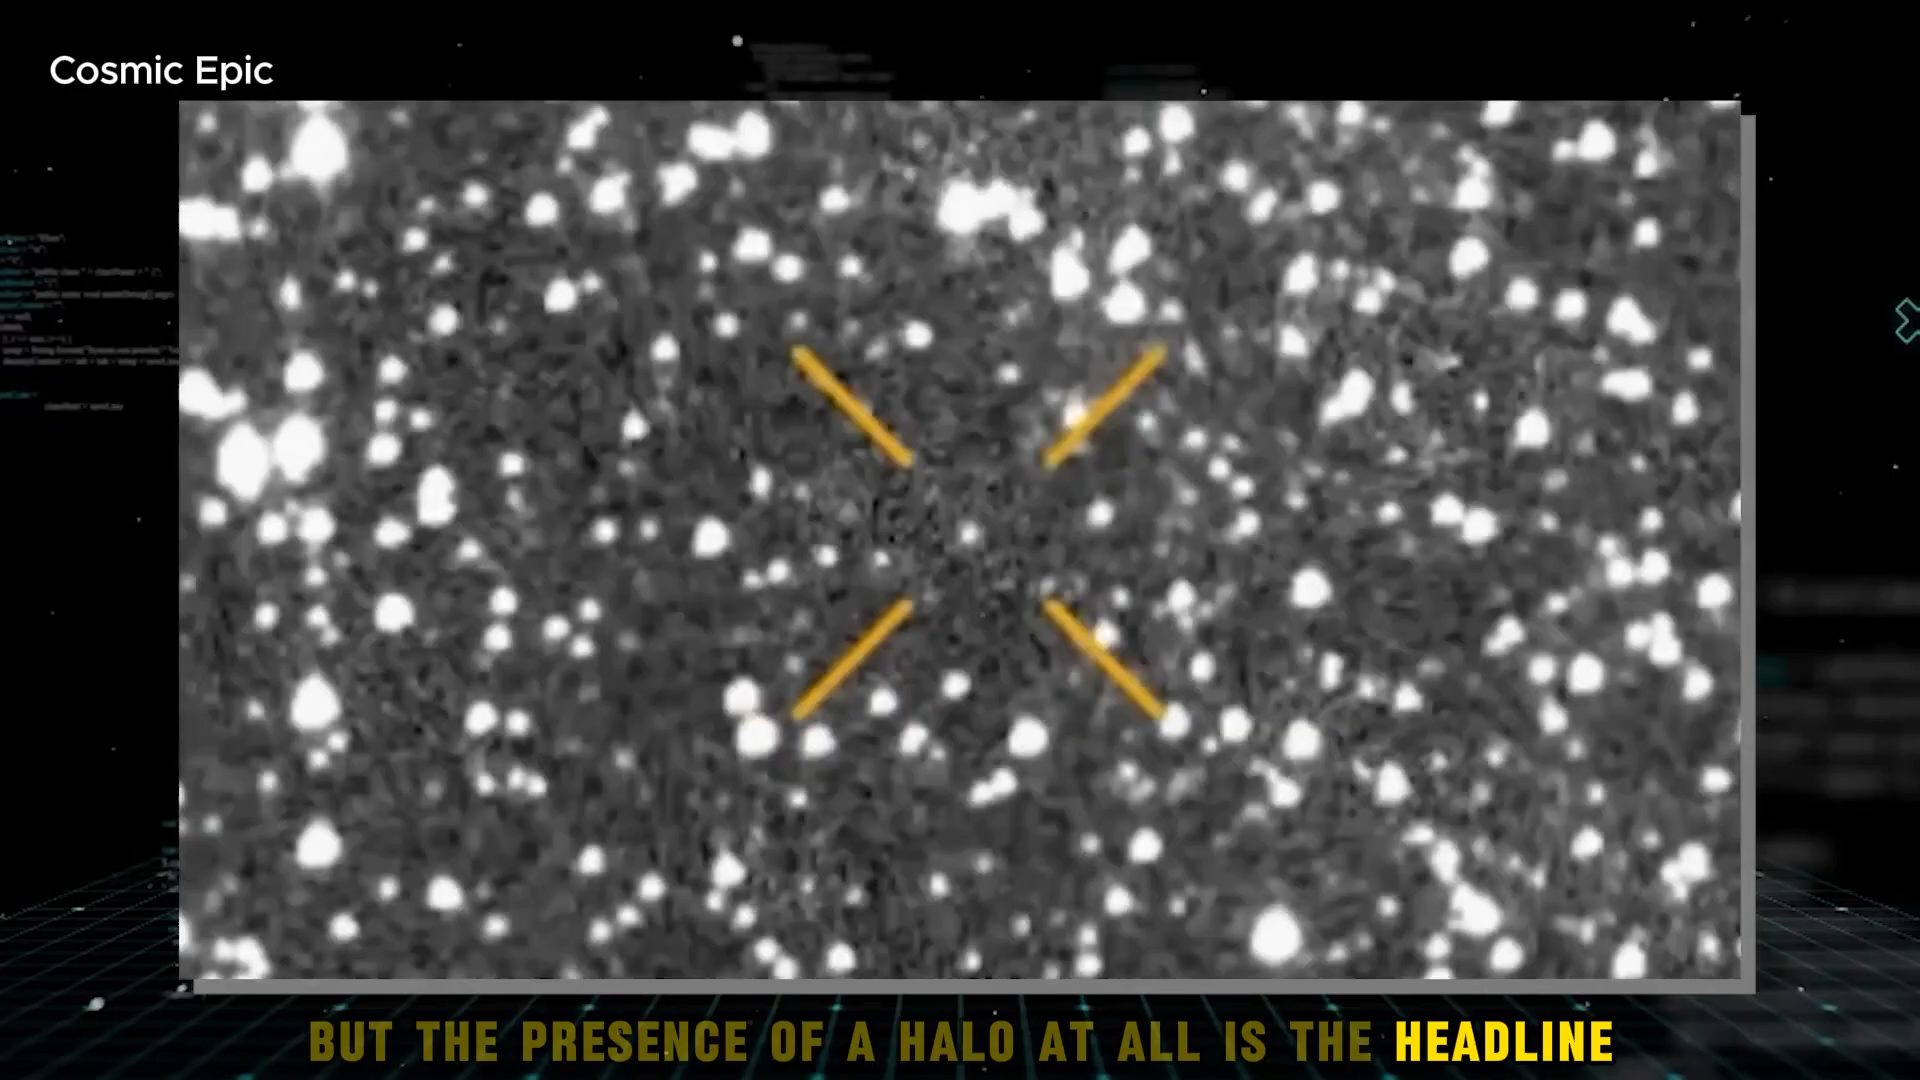 Cosmic Epic
BUT THE PRESENCE OF A HALO AT ALL IS THE HEADLINE